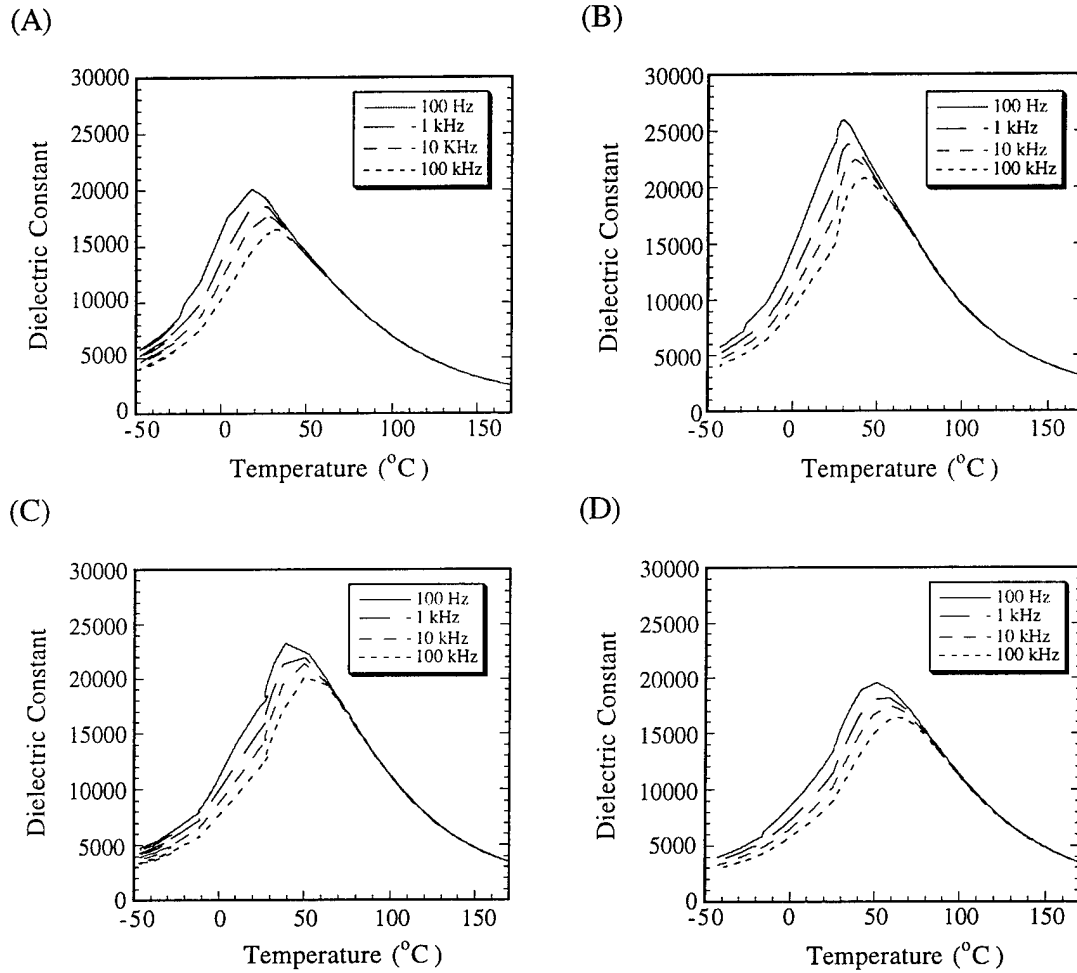 (A)
30000
25000
20000
15000
10000
5000
0
Dielectric Constant
100 Hz
1 kHz
10 KHz
100 kHz
-50 0 50 100 150
Temperature (°C)
(B)
30000
25000
20000
15000
10000
5000
0
Dielectric Constant
100 Hz
1 kHz
10 kHz
100 kHz
-50 0 50 100 150
Temperature (°C)
(C)
30000
25000
20000
15000
10000
5000
0
Dielectric Constant
100 Hz
1 kHz
10 kHz
100 kHz
-50 0 50 100 150
Temperature (°C)
(D)
30000
25000
20000
15000
10000
5000
0
Dielectric Constant
100 Hz
1 kHz
10 kHz
100 kHz
-50 0 50 100 150
Temperature (°C)